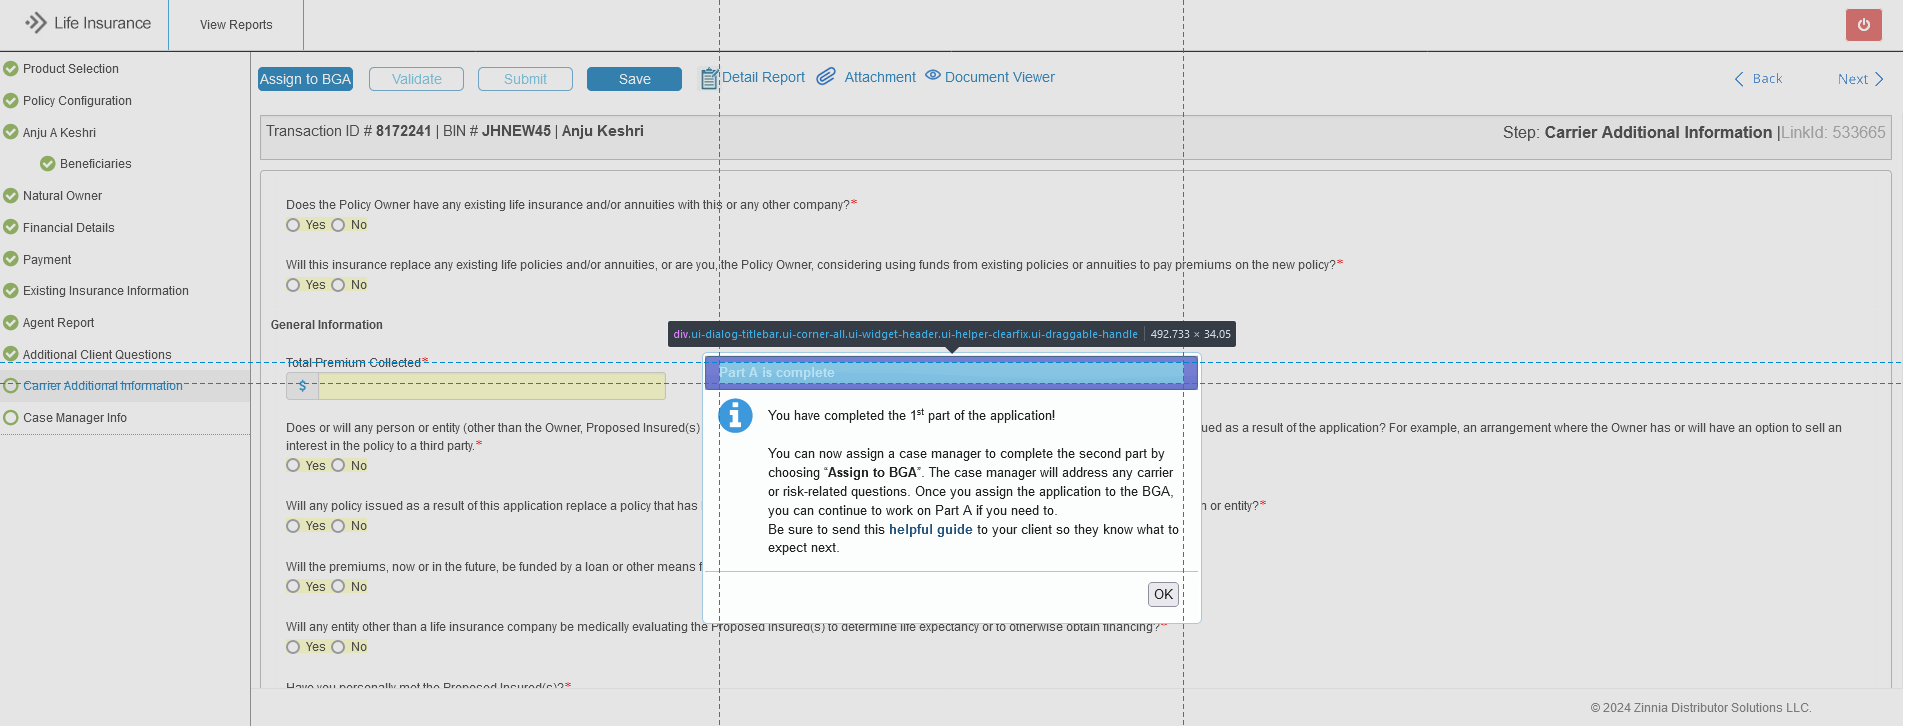 Life Insurance
View Reports
Product Selection
Policy Configuration
Anju A Keshri
Beneficiaries
Natural Owner
Financial Details
Payment
Existing Insurance Information
Agent Report
Additional Client Questions
Carrier Additional Information
Case Manager Info
Assign to BGA
Validate
Submit
Save
Detail Report
Attachment
Document Viewer
Back
Next
Transaction ID # 8172241 | BIN # JHNEW45 | Anju Keshri
Step: Carrier Additional Information |LinkId: 533665
Does the Policy Owner have any existing life insurance and/or annuities with this or any other company?*
Yes No
Will this insurance replace any existing life policies and/or annuities, or are you, the Policy Owner, considering using funds from existing policies or annuities to pay premiums on the new policy?*
Yes No
General Information
Total Premium Collected*
$
Does or will any person or entity (other than the Owner, Proposed Insured(s) ued as a result of the application? For example, an arrangement where the Owner has or will have an option to sell an
interest in the policy to a third party.*
Yes No
Will any policy issued as a result of this application replace a policy that has n or entity?*
Yes No
Will the premiums, now or in the future, be funded by a loan or other means f
Yes No
Will any entity other than a life insurance company be medically evaluating the Proposed Insured(s) to determine life expectancy or to otherwise obtain financing?*
Yes No
Have you personally met the Proposed Insured(s)?*
div.ui-dialog-titlebar.ui-corner-all.ui-widget-header.ui-helper-clearfix.ui-draggable-handle 492.733 × 34.05
Part A is complete
You have completed the 1st part of the application!
You can now assign a case manager to complete the second part by
choosing “Assign to BGA”. The case manager will address any carrier
or risk-related questions. Once you assign the application to the BGA,
you can continue to work on Part A if you need to.
Be sure to send this helpful guide to your client so they know what to
expect next.
OK
© 2024 Zinnia Distributor Solutions LLC.